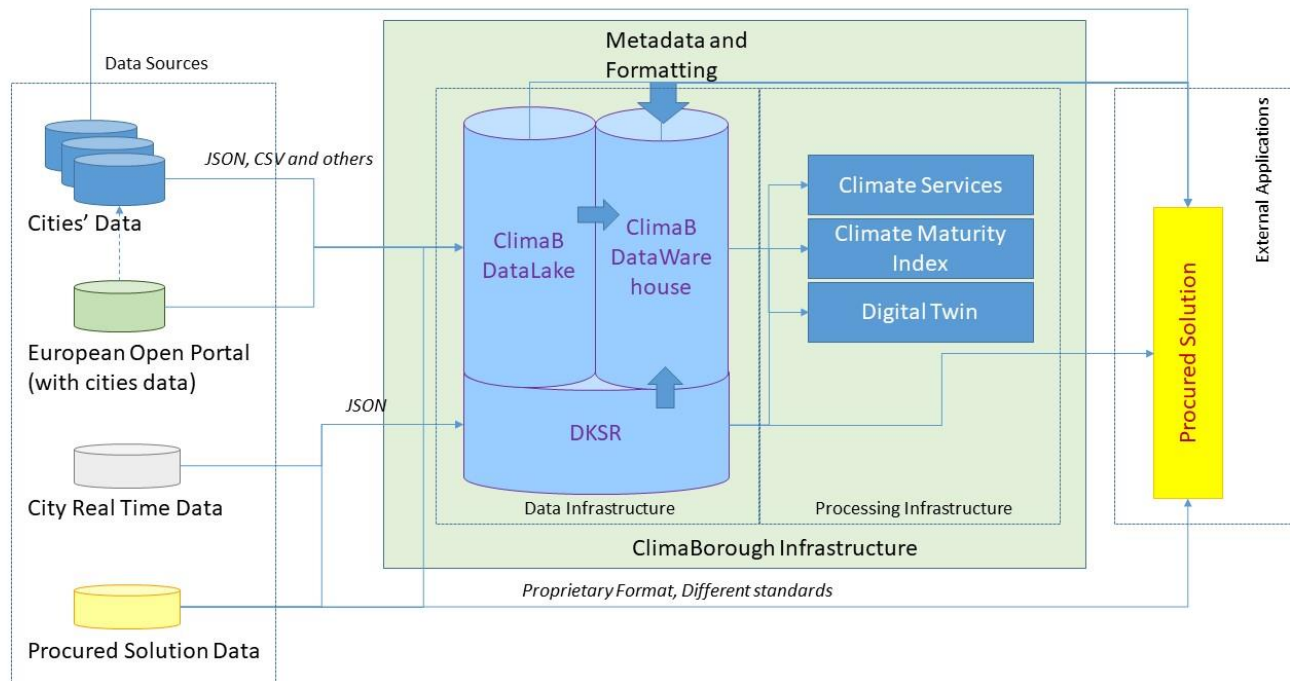 Metadata and
Formatting
Data Sources
JSON, CSV and others
Cities' Data
European Open Portal
(with cities data)
JSON
City Real Time Data
Procured Solution Data
ClimaB
DataLake
ClimaB
DataWare
house
DKSR
Data Infrastructure
Climate Services
Climate Maturity
Index
Digital Twin
Processing Infrastructure
ClimaBorough Infrastructure
Proprietary Format, Different standards
External Applications
Procured Solution